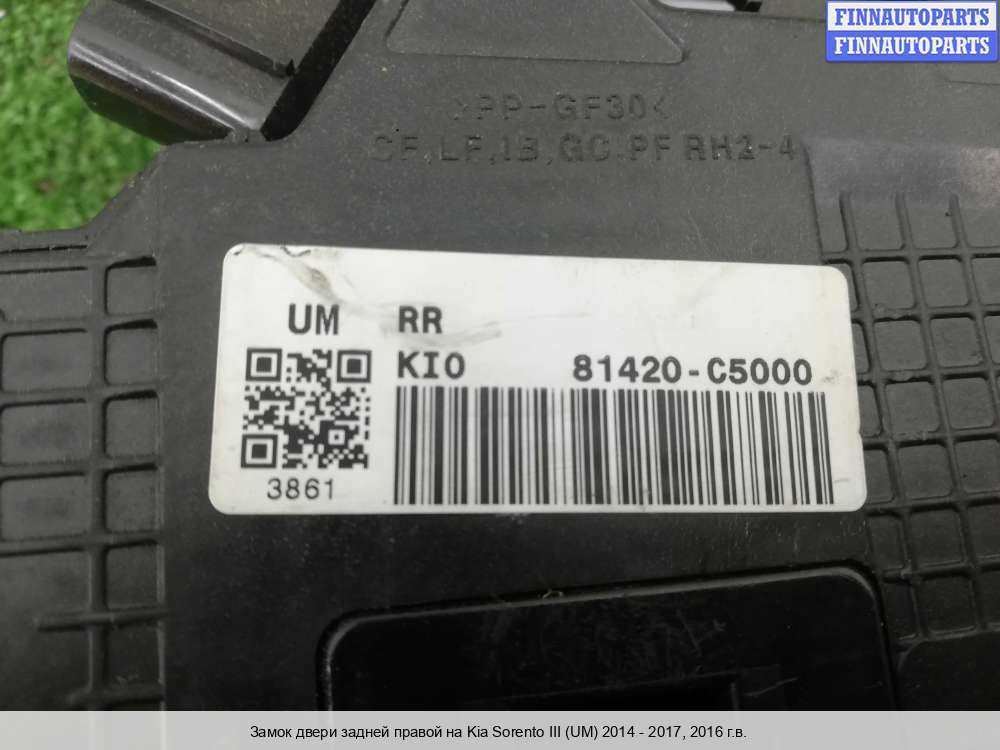 FINNAUTOPARTS
FINNAUTOPARTS
>PP-GF30<
CF,LF,IB,GC,PF RH2-4
UM RR
KI0 81420-C5000
3861
Замок двери задней правой на Kia Sorento III (UM) 2014 - 2017, 2016 г.в.